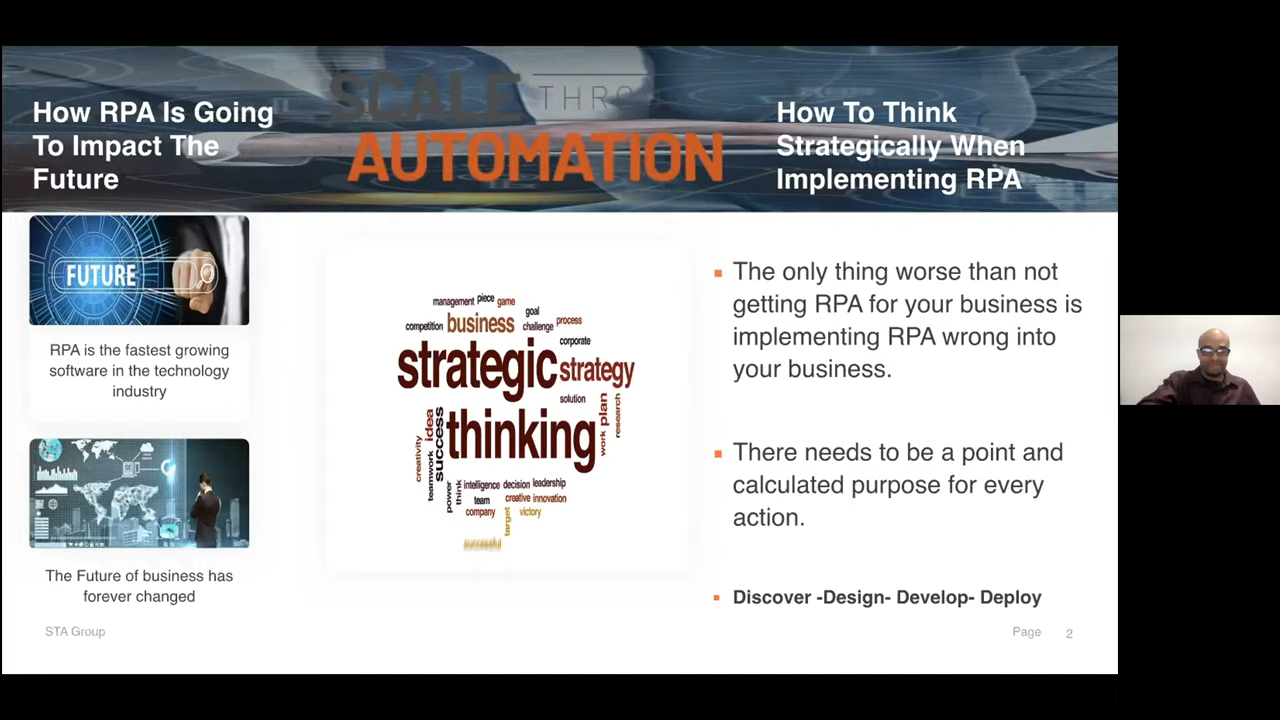 How RPA Is Going
To Impact The
Future
SCALE
THRO
AUTOMATION
How To Think
Strategically When
Implementing RPA
FUTURE
RPA is the fastest growing
software in the technology
industry
The Future of business has
forever changed
management piece game
goal
competition business challenge process
corporate
strategic strategy
solution
thinking
creativity
teamwork
idea
success
work
plan
research
power
think
intelligence decision leadership
team creative innovation
company target victory
successful
The only thing worse than not
getting RPA for your business is
implementing RPA wrong into
your business.
There needs to be a point and
calculated purpose for every
action.
Discover -Design- Develop- Deploy
STA Group
Page 2